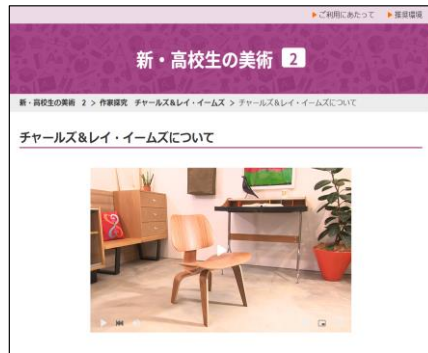 ▶ご利用にあたって ▶推奨環境
新・高校生の美術 2
新・高校生の美術 2 > 作家探究 チャールズ&レイ・イームズ > チャールズ&レイ・イームズについて
チャールズ&レイ・イームズについて